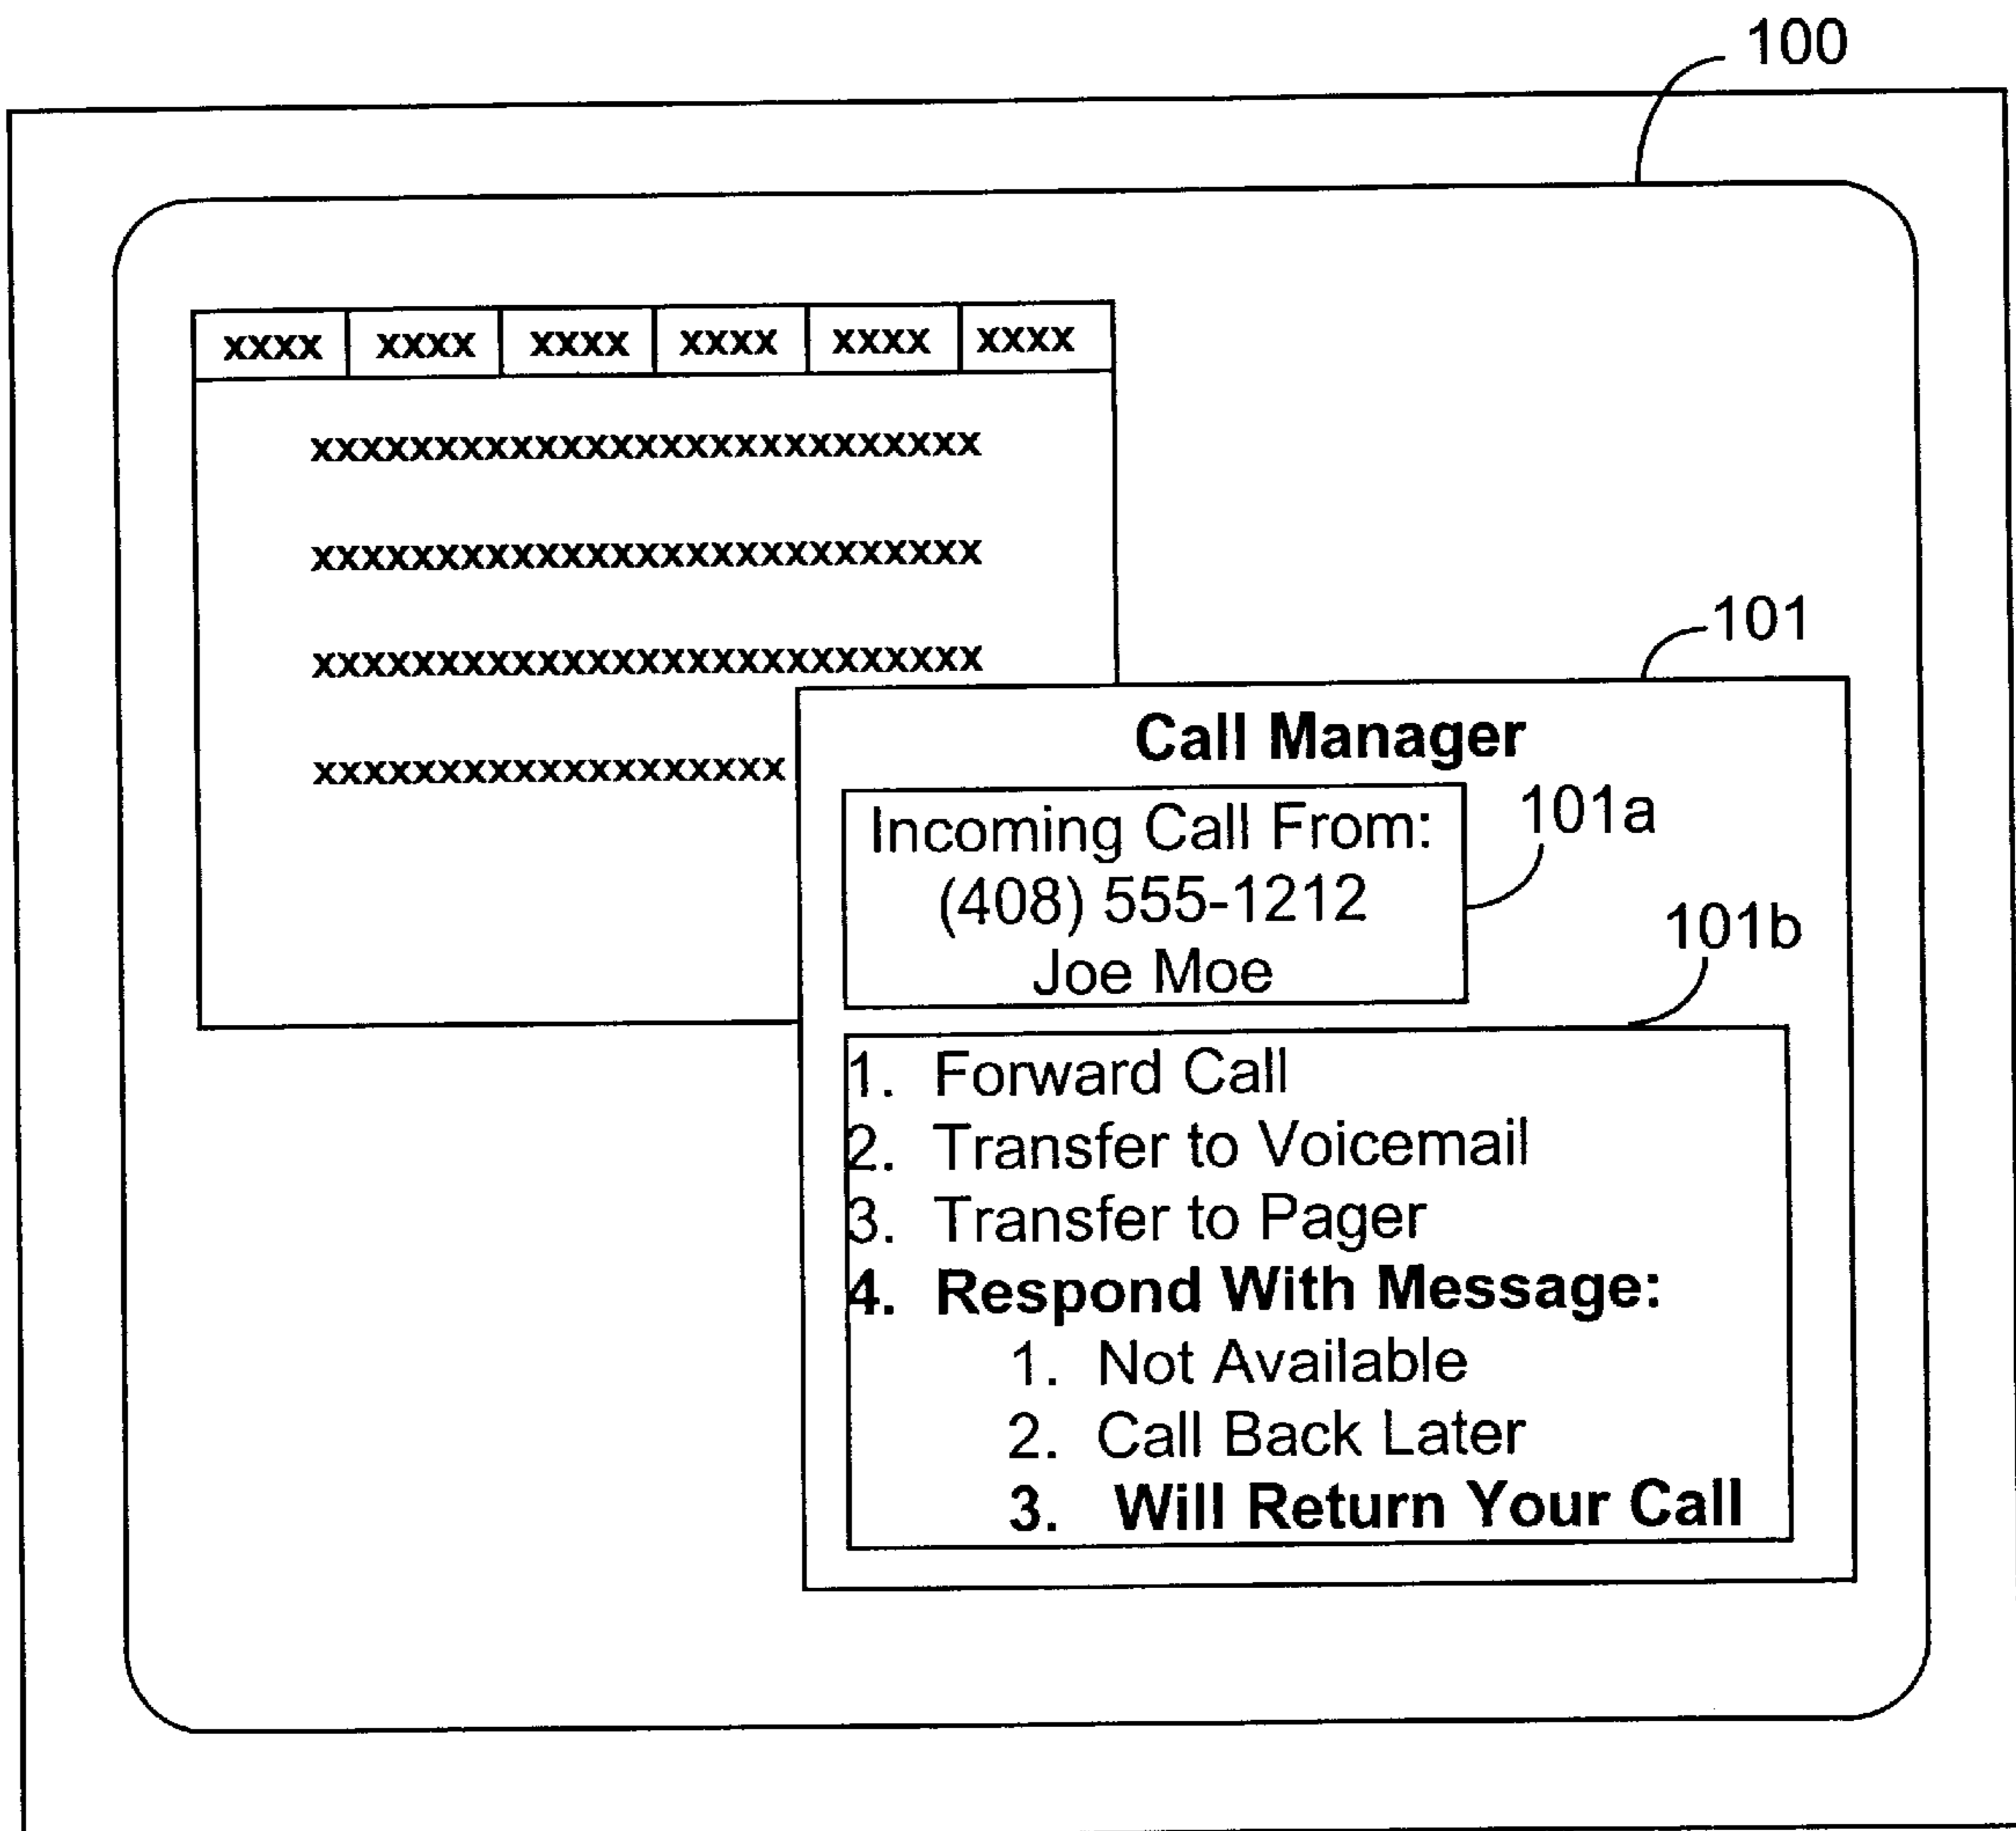 100
xxxx xxxx xxxx xxxx xxxx xxxx
xxxxxxxxxxxxxxxxxxxxxxxxxxx
xxxxxxxxxxxxxxxxxxxxxxxxxxx
xxxxxxxxxxxxxxxxxxxxxxxxxxx
xxxxxxxxxxxxxxxxxxx
101
Call Manager
101a
Incoming Call From:
(408) 555-1212
Joe Moe
101b
1. Forward Call
2. Transfer to Voicemail
3. Transfer to Pager
4. Respond With Message:
1. Not Available
2. Call Back Later
3. Will Return Your Call